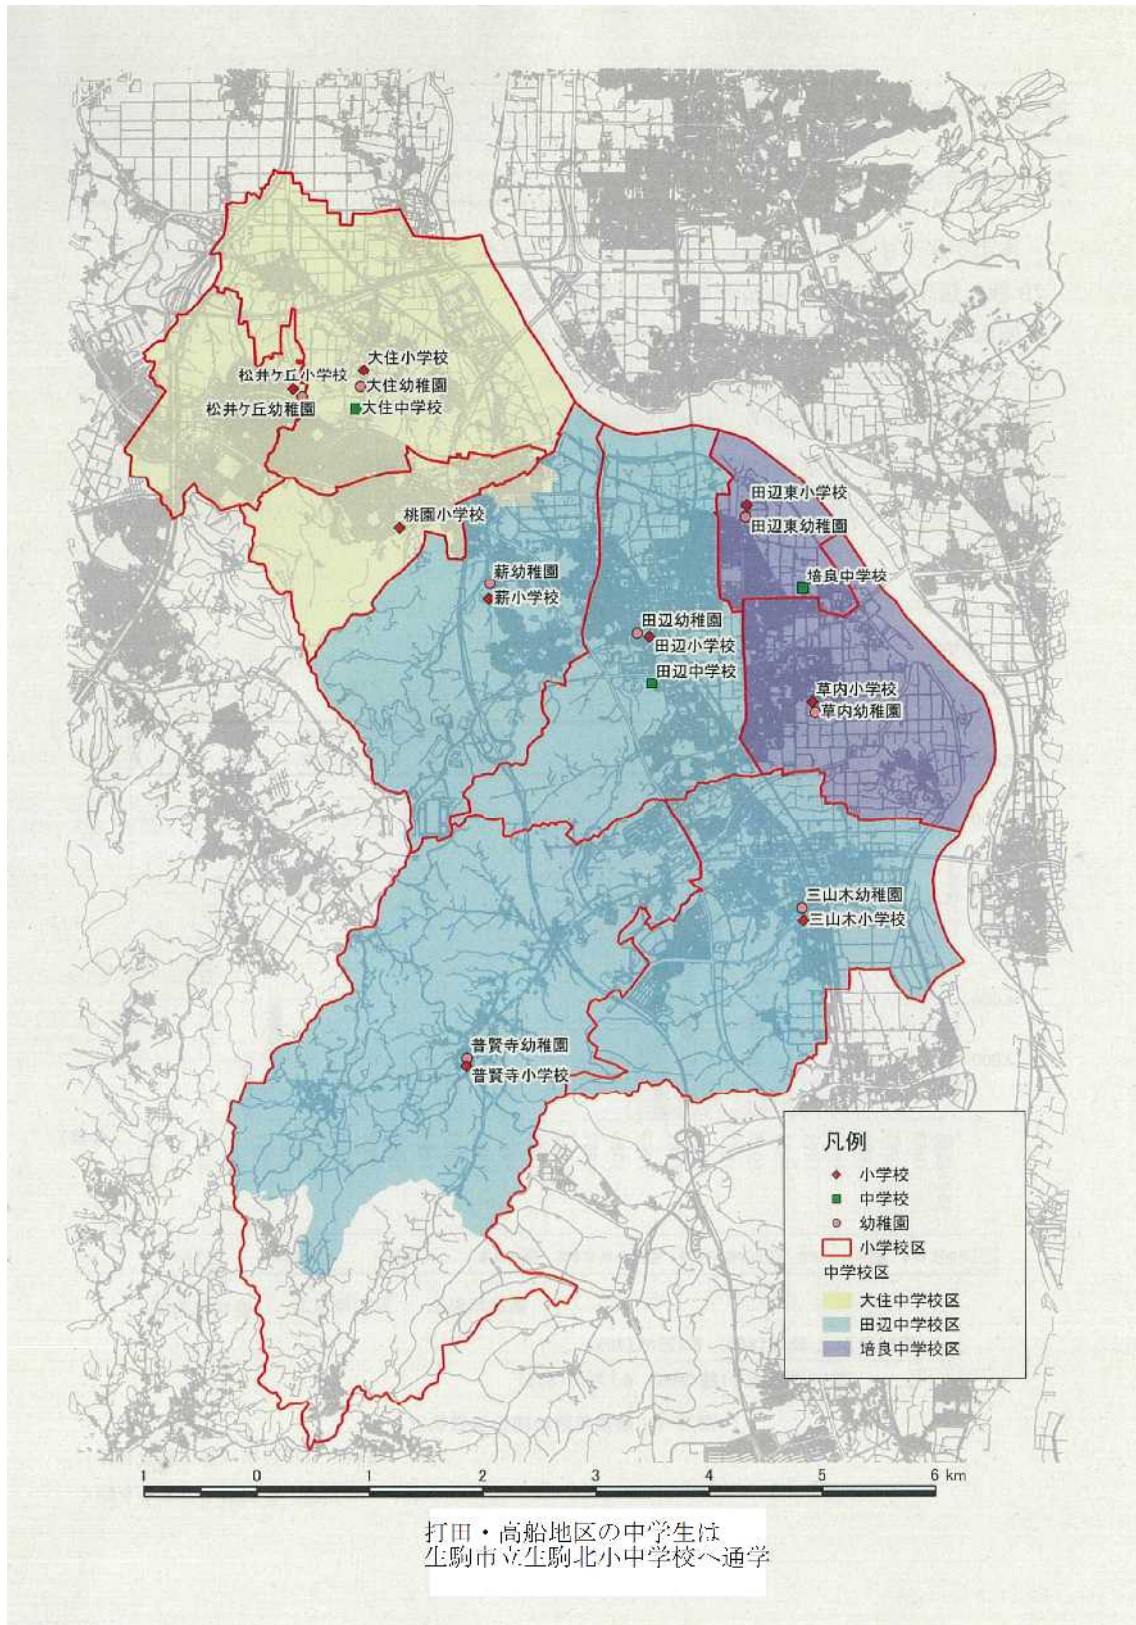 大住小学校
松井ケ丘小学校
大住幼稚園
松井ケ丘幼稚園
大住中学校
桃園小学校
田辺東小学校
田辺東幼稚園
薪幼稚園
薪小学校
培良中学校
田辺幼稚園
田辺小学校
田辺中学校
草内小学校
草内幼稚園
三山木幼稚園
三山木小学校
普賢寺幼稚園
普賢寺小学校
凡例
小学校
中学校
幼稚園
小学校区
中学校区
大住中学校区
田辺中学校区
培良中学校区
1 0 1 2 3 4 5 6 km
打田・高船地区の中学生は
生駒市立生駒北小中学校へ通学